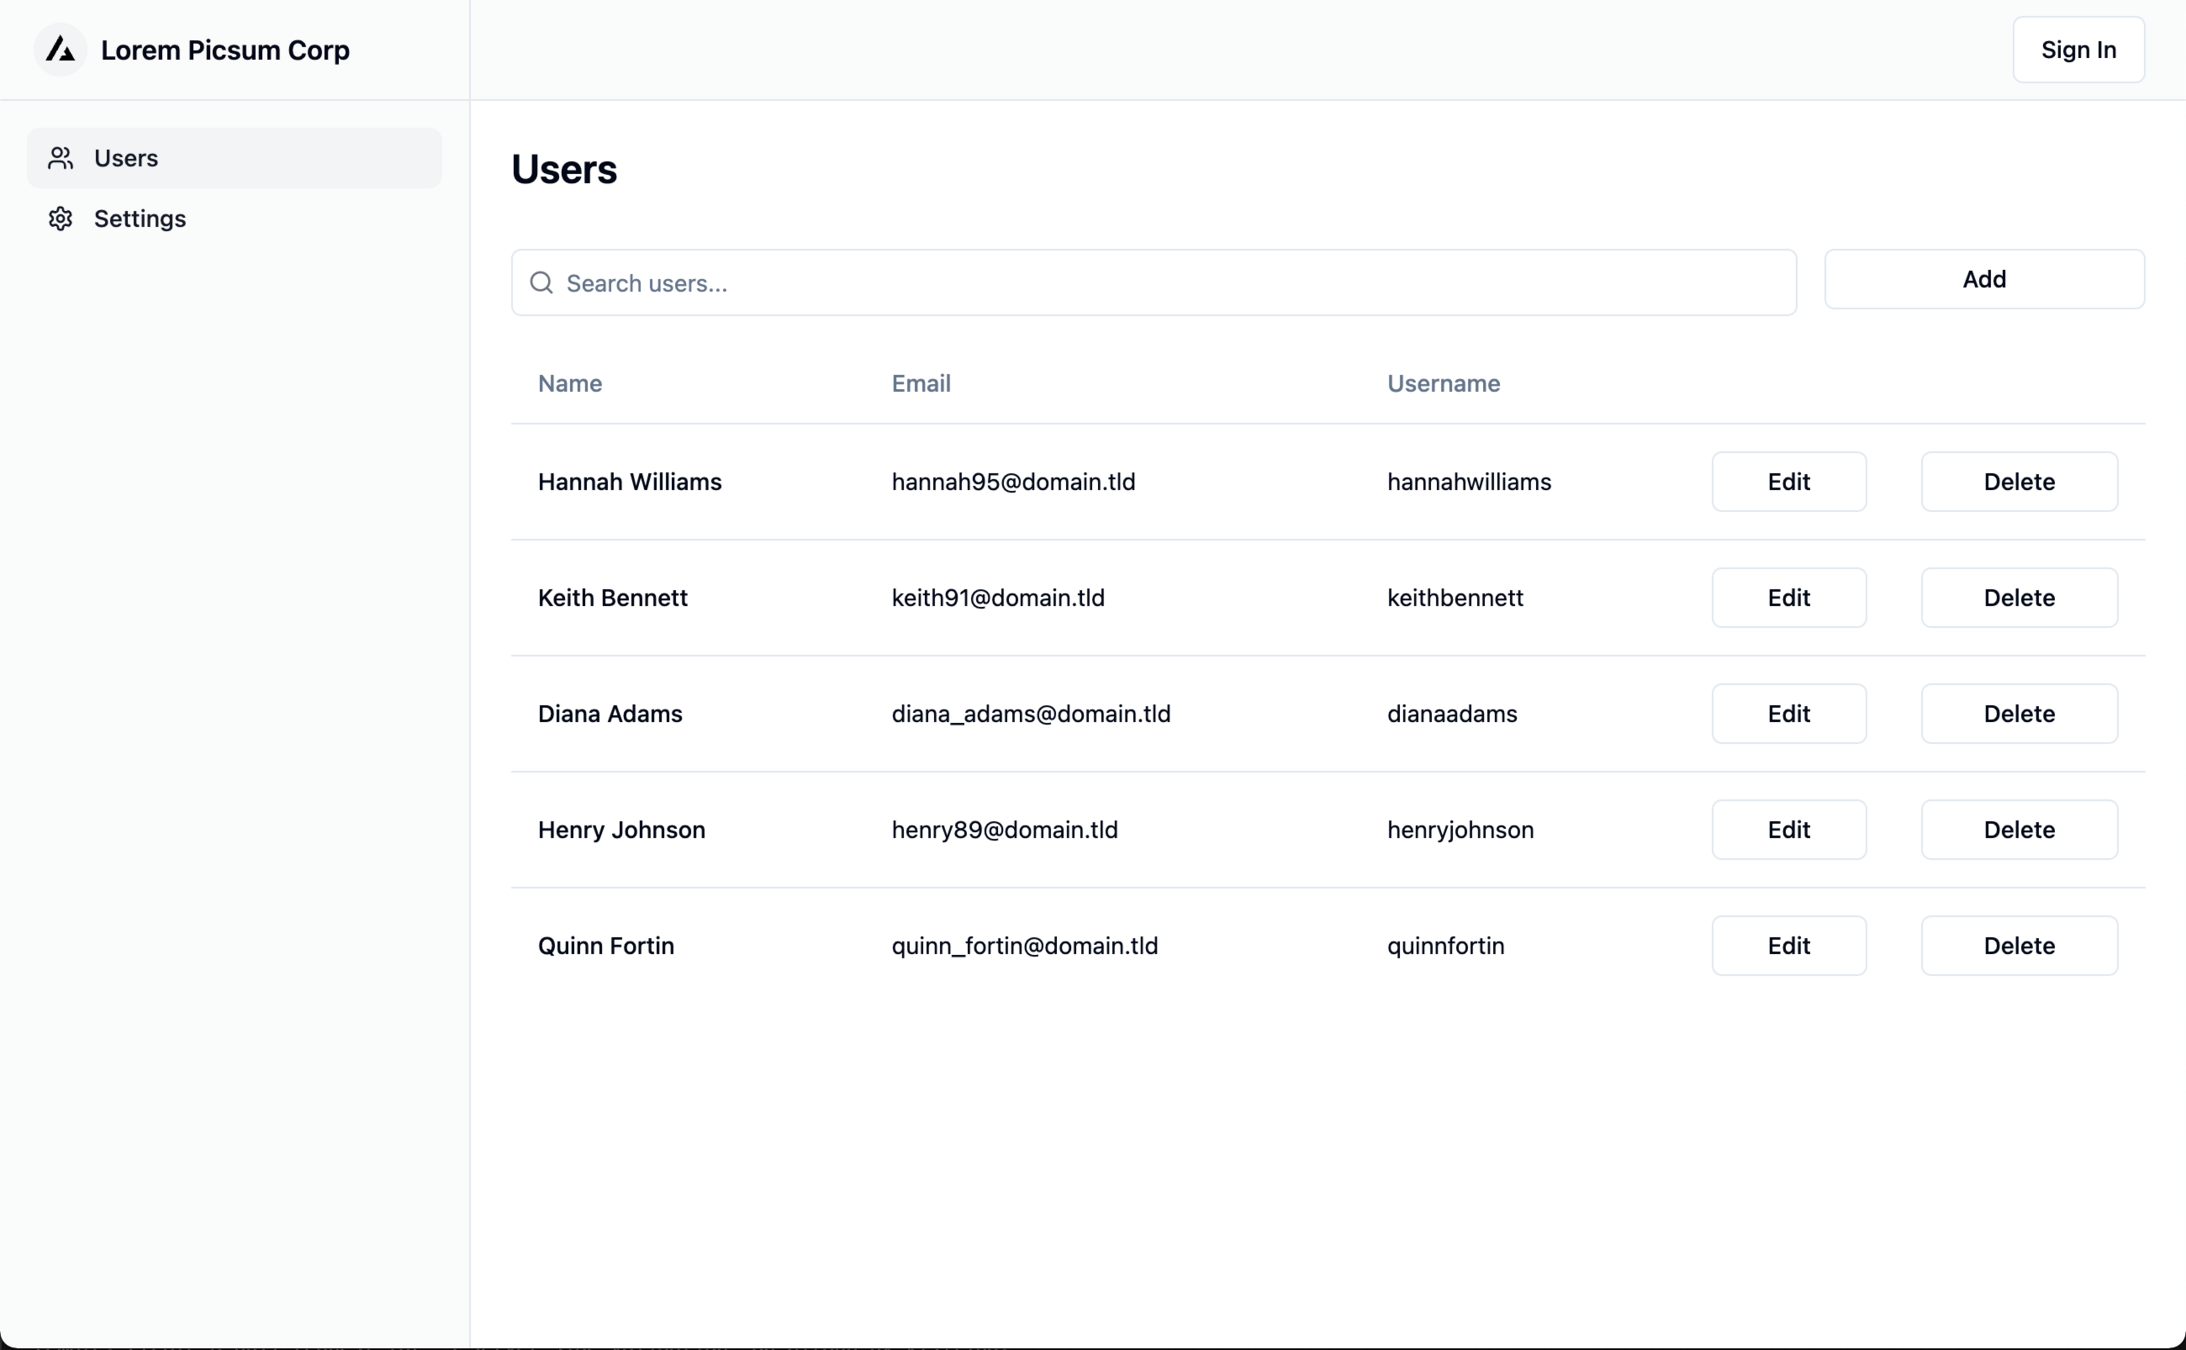 Lorem Picsum Corp
Sign In
Users
Settings
Users
Search users...
Add
Name Email Username
Hannah Williams hannah95@domain.tld hannahwilliams Edit Delete
Keith Bennett keith91@domain.tld keithbennett Edit Delete
Diana Adams diana_adams@domain.tld dianaadams Edit Delete
Henry Johnson henry89@domain.tld henryjohnson Edit Delete
Quinn Fortin quinn_fortin@domain.tld quinnfortin Edit Delete